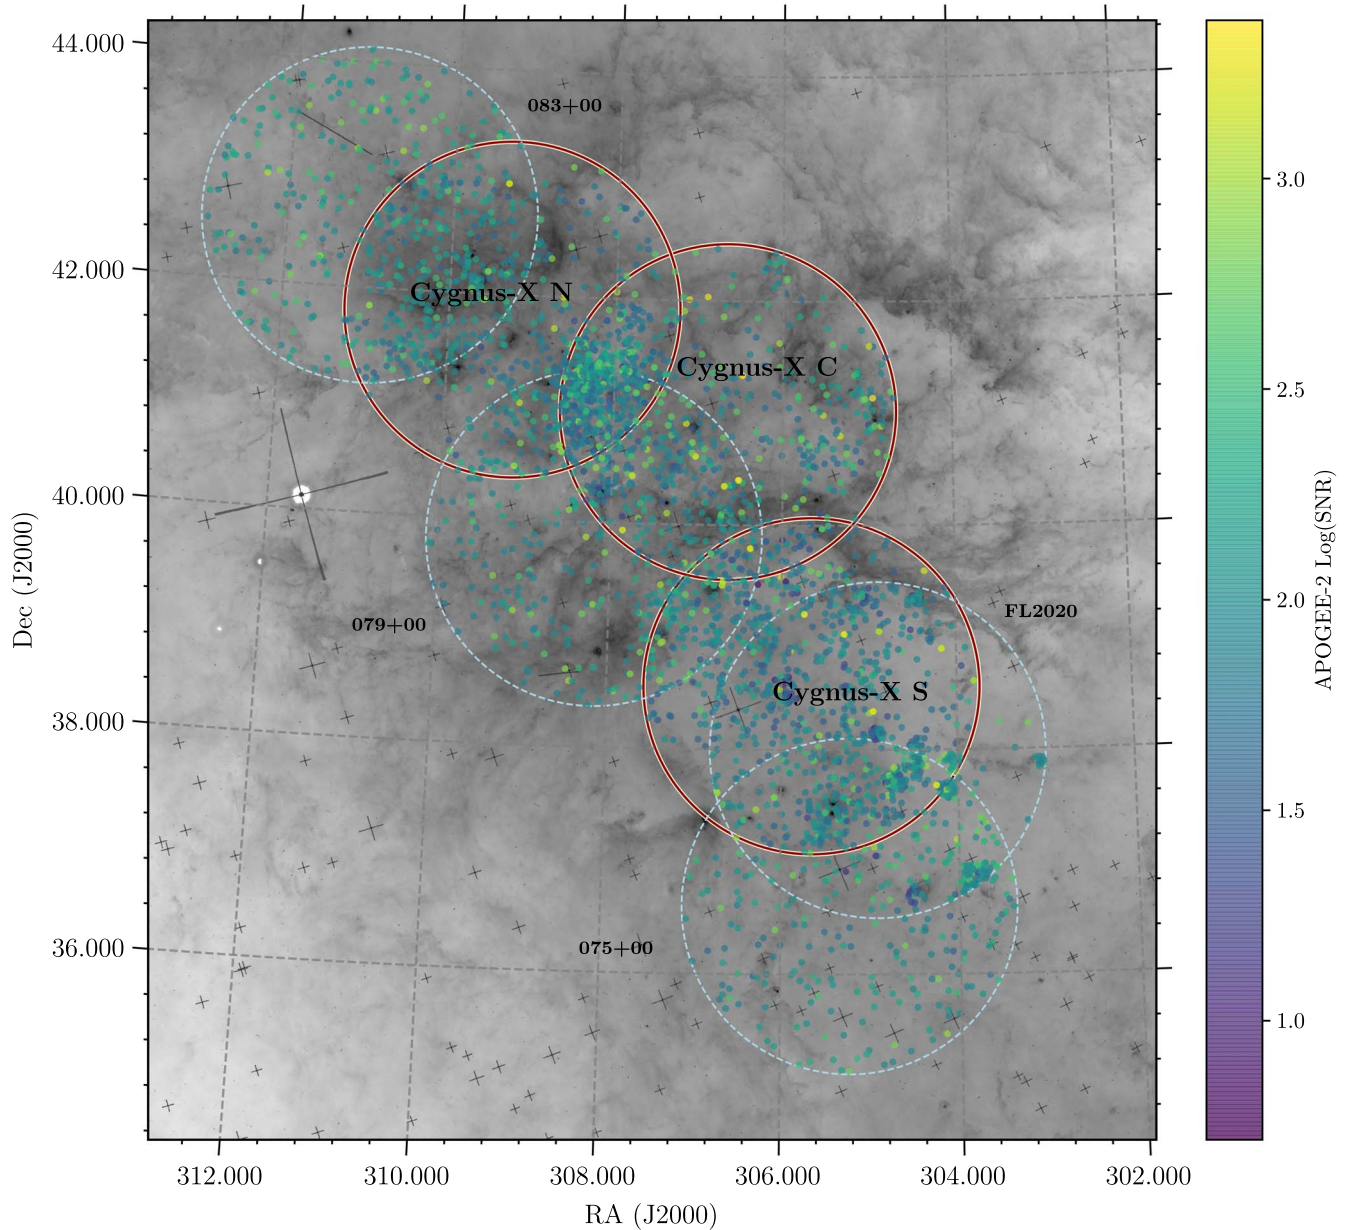 44.000
083+00
3.0
42.000
Cygnus-X N
Cygnus-X C
2.5
40.000
APOGEE-2 Log(SNR)
Dec (J2000)
2.0
FL2020
079+00
Cygnus-X S
38.000
1.5
075+00
36.000
1.0
312.000 310.000 308.000 306.000 304.000 302.000
RA (J2000)